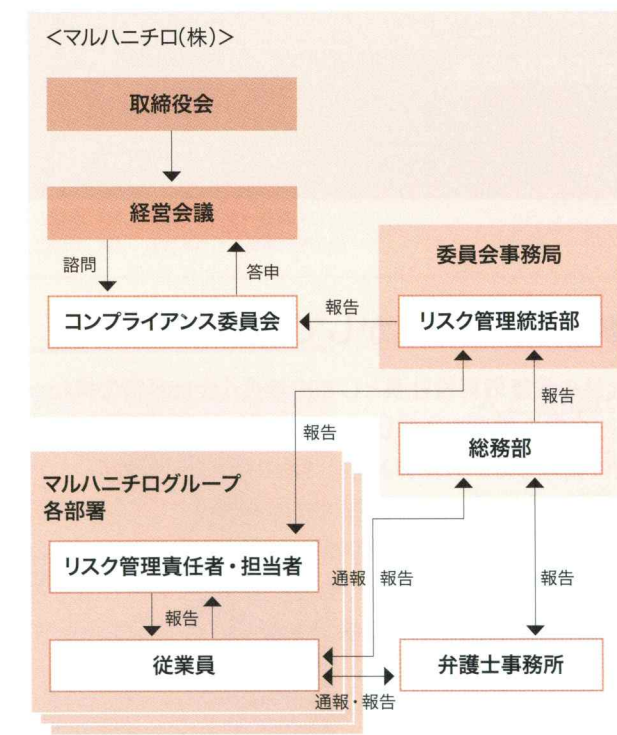 <マルハニチロ(株)>
取締役会
経営会議
諮問
答申
委員会事務局
コンプライアンス委員会
報告
リスク管理統括部
報告
報告
総務部
マルハニチログループ
各部署
リスク管理責任者・担当者
通報
報告
報告
報告
従業員
弁護士事務所
通報・報告